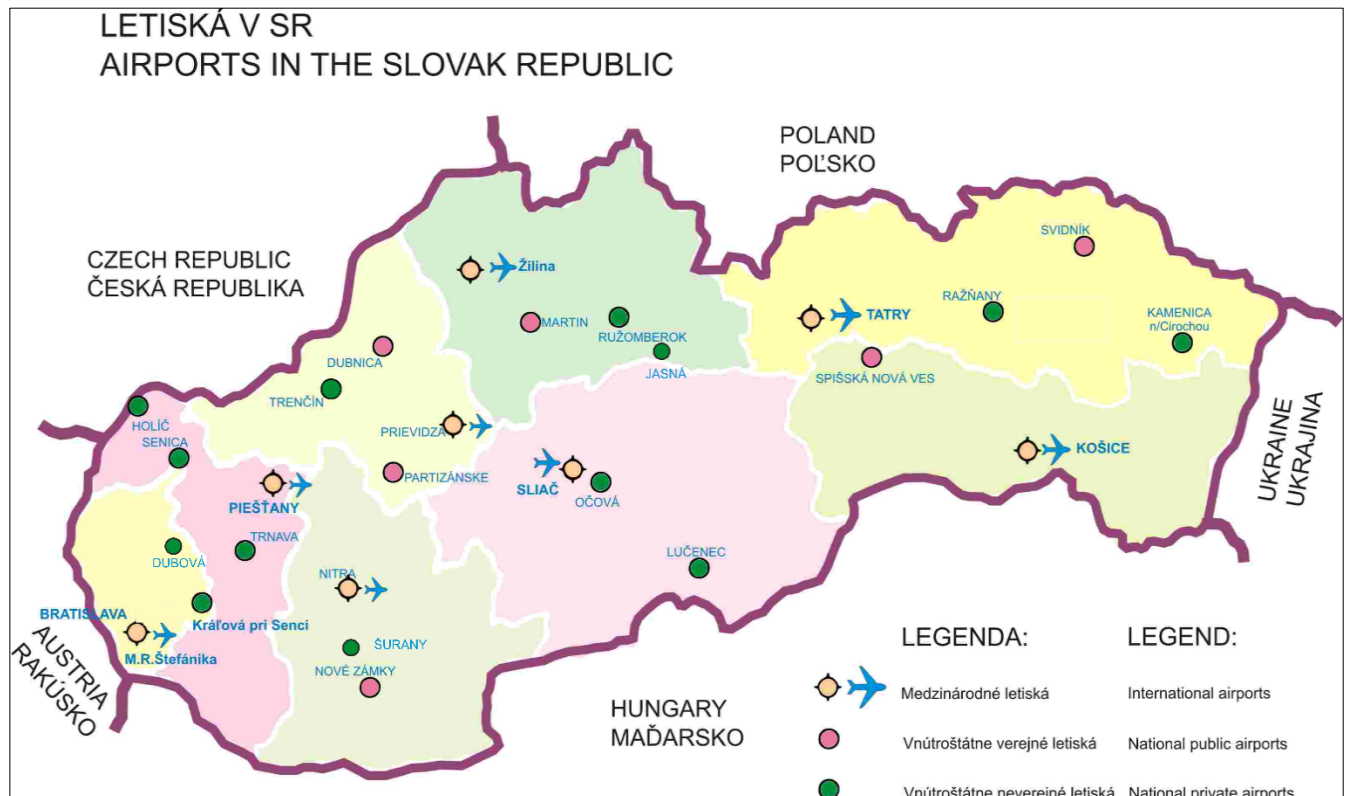 LETISKÁ V SR
AIRPORTS IN THE SLOVAK REPUBLIC
POLAND
POĽSKO
CZECH REPUBLIC
ČESKÁ REPUBLIKA
SVIDNÍK
Žilina
MARTIN
RUŽOMBEROK
JASNÁ
TATRY
RAŽŇANY
KAMENICA
n/Cirochou
SPIŠSKÁ NOVÁ VES
DUBNICA
TRENČÍN
PRIEVIDZA
PARTIZÁNSKE
HOLÍČ
SENICA
PIEŠŤANY
SLIAČ
OČOVÁ
KOŠICE
UKRAINE
UKRAJINA
DUBOVÁ
TRNAVA
NITRA
LUČENEC
BRATISLAVA
M.R.Štefánika
Kráľová pri Senci
ŠURANY
NOVÉ ZÁMKY
AUSTRIA
RAKÚSKO
HUNGARY
MAĎARSKO
LEGENDA: LEGEND:
Medzinárodné letiská International airports
Vnútroštátne verejné letiská National public airports
Vnútroštátne neverejné letiská National private airports